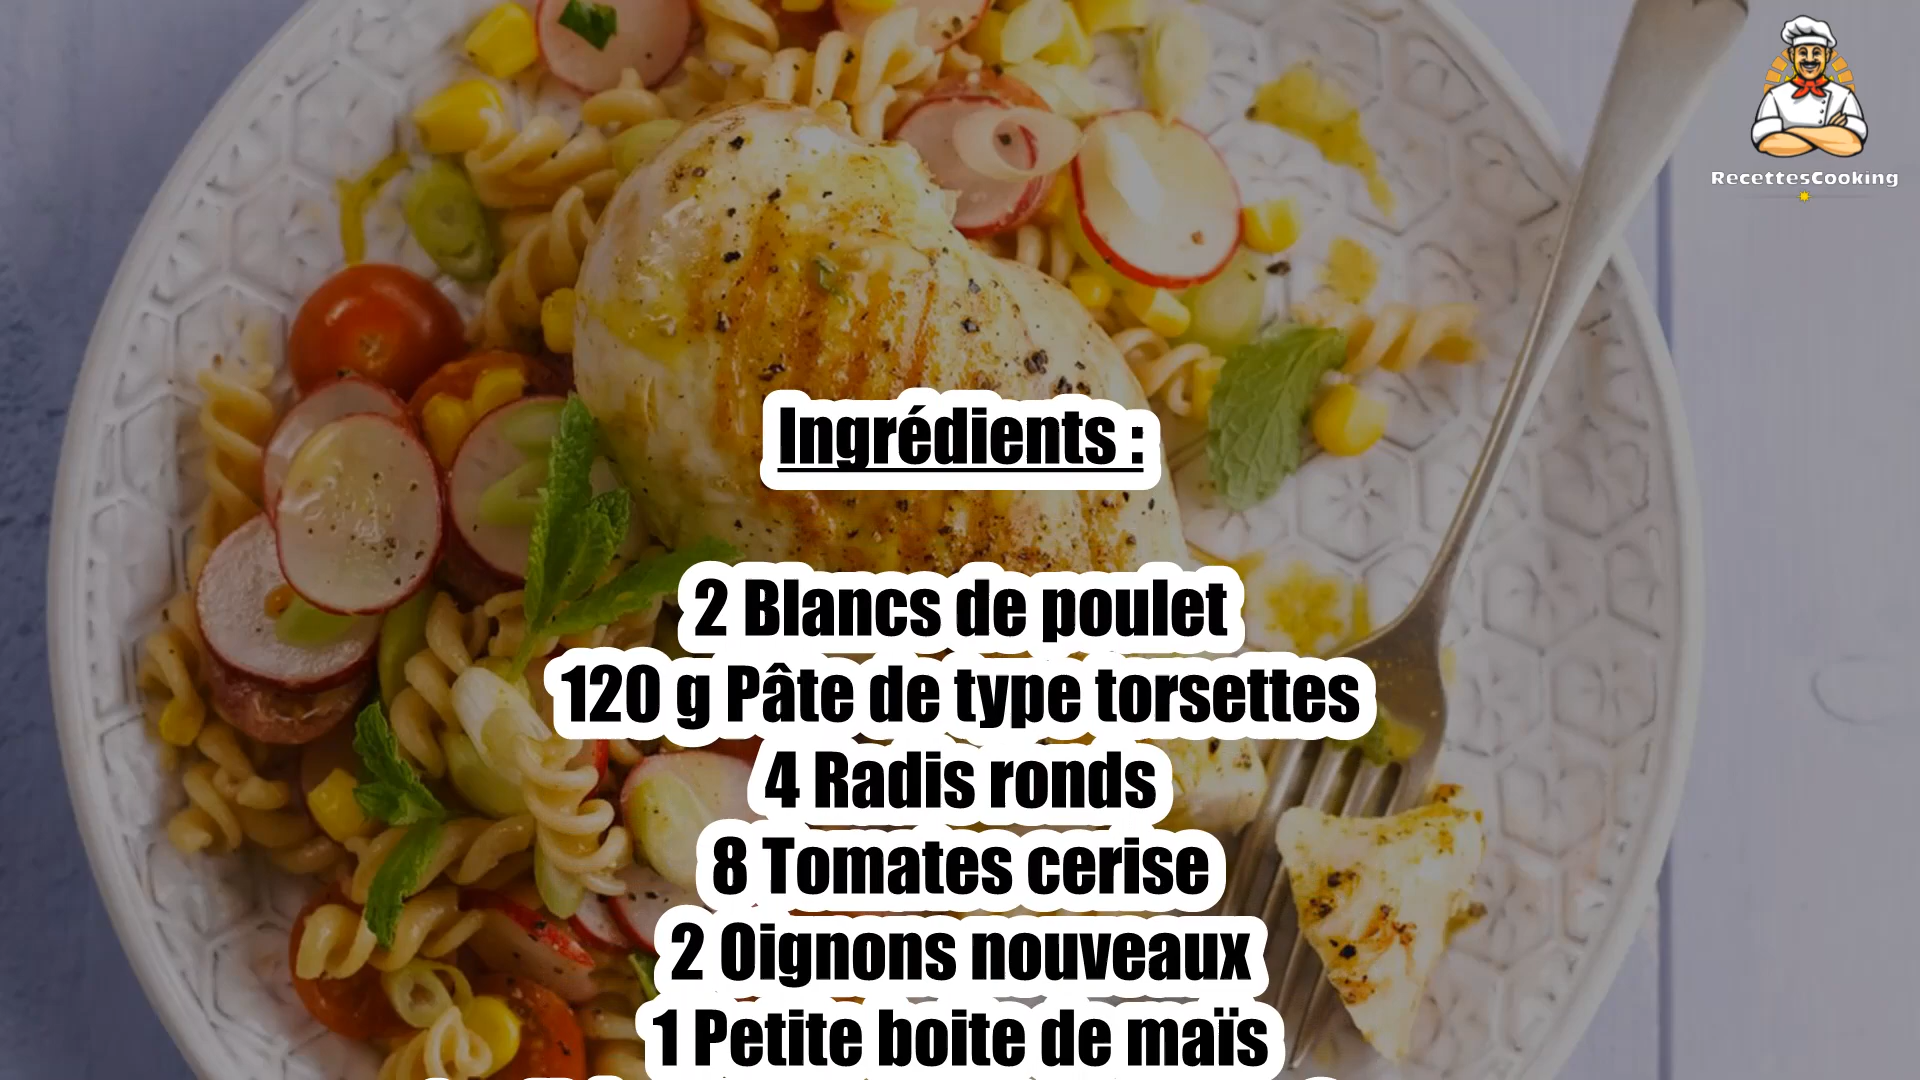 RecettesCooking
Ingrédients :
2 Blancs de poulet
120 g Pâte de type torsettes
4 Radis ronds
8 Tomates cerise
2 Oignons nouveaux
1 Petite boite de maïs